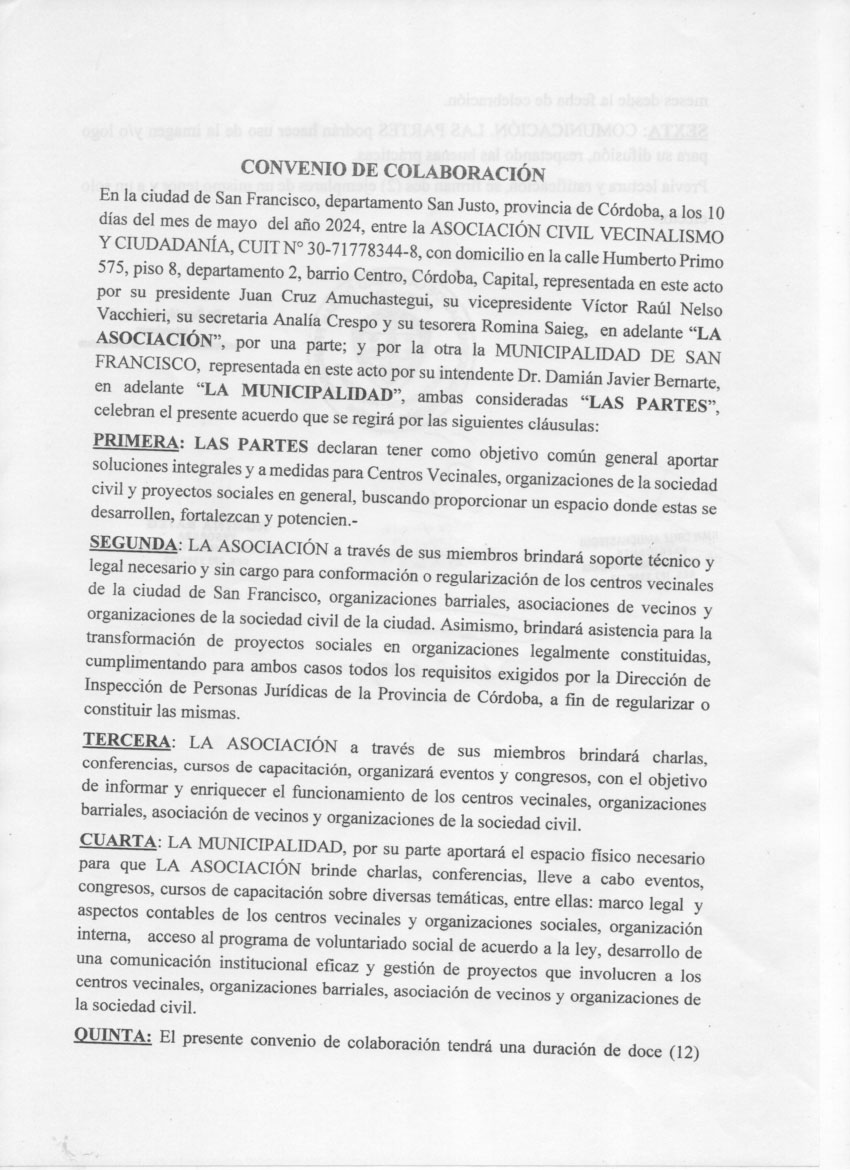 CONVENIO DE COLABORACIÓN
En la ciudad de San Francisco, departamento San Justo, provincia de Córdoba, a los 10
días del mes de mayo del año 2024, entre la ASOCIACIÓN CIVIL VECINALISMO
Y CIUDADANÍA, CUIT N° 30-71778344-8, con domicilio en la calle Humberto Primo
575, piso 8, departamento 2, barrio Centro, Córdoba, Capital, representada en este acto
por su presidente Juan Cruz Amuchastegui, su vicepresidente Víctor Raúl Nelso
Vacchieri, su secretaria Analía Crespo y su tesorera Romina Saieg, en adelante “LA
ASOCIACIÓN”, por una parte; y por la otra la MUNICIPALIDAD DE SAN
FRANCISCO, representada en este acto por su intendente Dr. Damián Javier Bernarte,
en adelante “LA MUNICIPALIDAD”, ambas consideradas “LAS PARTES”,
celebran el presente acuerdo que se regirá por las siguientes cláusulas:
PRIMERA: LAS PARTES declaran tener como objetivo común general aportar
soluciones integrales y a medidas para Centros Vecinales, organizaciones de la sociedad
civil y proyectos sociales en general, buscando proporcionar un espacio donde estas se
desarrollen, fortalezcan y potencien.-
SEGUNDA: LA ASOCIACIÓN a través de sus miembros brindará soporte técnico y
legal necesario y sin cargo para conformación o regularización de los centros vecinales
de la ciudad de San Francisco, organizaciones barriales, asociaciones de vecinos y
organizaciones de la sociedad civil de la ciudad. Asimismo, brindará asistencia para la
transformación de proyectos sociales en organizaciones legalmente constituidas,
cumplimentando para ambos casos todos los requisitos exigidos por la Dirección de
Inspección de Personas Jurídicas de la Provincia de Córdoba, a fin de regularizar o
constituir las mismas.
TERCERA: LA ASOCIACIÓN a través de sus miembros brindará charlas,
conferencias, cursos de capacitación, organizará eventos y congresos, con el objetivo
de informar y enriquecer el funcionamiento de los centros vecinales, organizaciones
barriales, asociación de vecinos y organizaciones de la sociedad civil.
CUARTA: LA MUNICIPALIDAD, por su parte aportará el espacio físico necesario
para que LA ASOCIACIÓN brinde charlas, conferencias, lleve a cabo eventos,
congresos, cursos de capacitación sobre diversas temáticas, entre ellas: marco legal y
aspectos contables de los centros vecinales y organizaciones sociales, organización
interna, acceso al programa de voluntariado social de acuerdo a la ley, desarrollo de
una comunicación institucional eficaz y gestión de proyectos que involucren a los
centros vecinales, organizaciones barriales, asociación de vecinos y organizaciones de
la sociedad civil.
QUINTA: El presente convenio de colaboración tendrá una duración de doce (12)